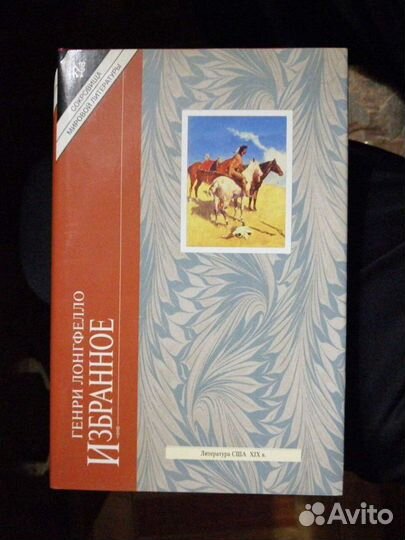 СОКРОВИЩА
МИРОВОЙ ЛИТЕРАТУРЫ
ГЕНРИ ЛОНГФЕЛЛО
ИЗБРАННОЕ
Литература США XIX в.
Avito